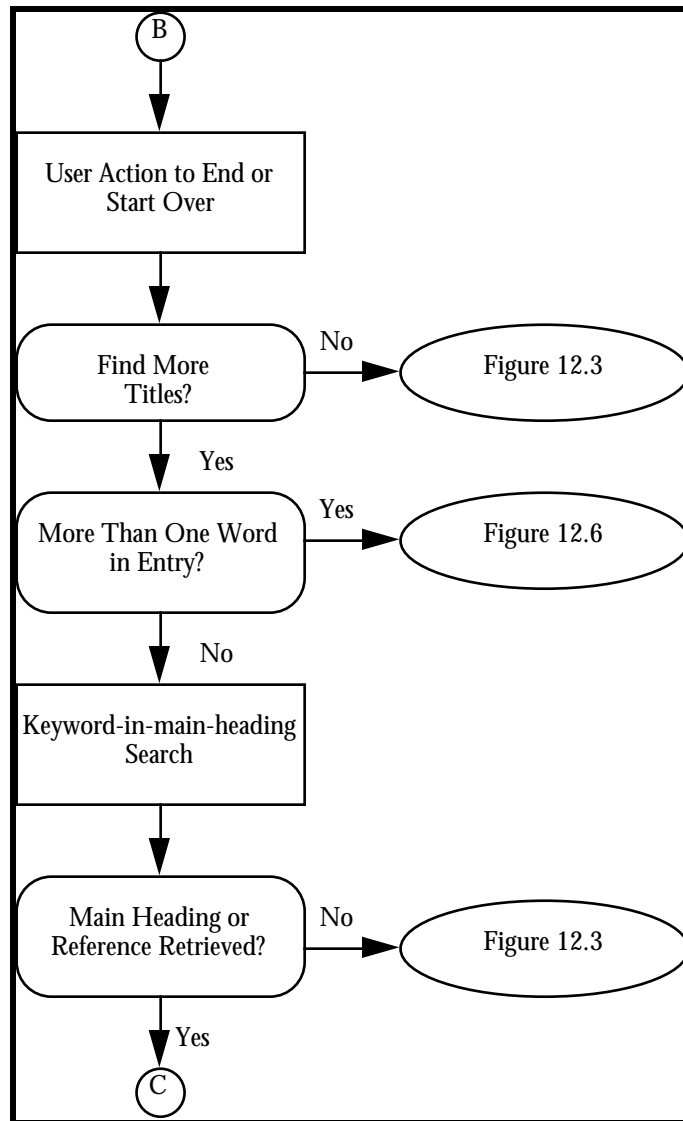 B
User Action to End or
Start Over
Find More
Titles?
No
Figure 12.3
Yes
More Than One Word
in Entry?
Yes
Figure 12.6
No
Keyword-in-main-heading
Search
Main Heading or
Reference Retrieved?
No
Figure 12.3
Yes
C